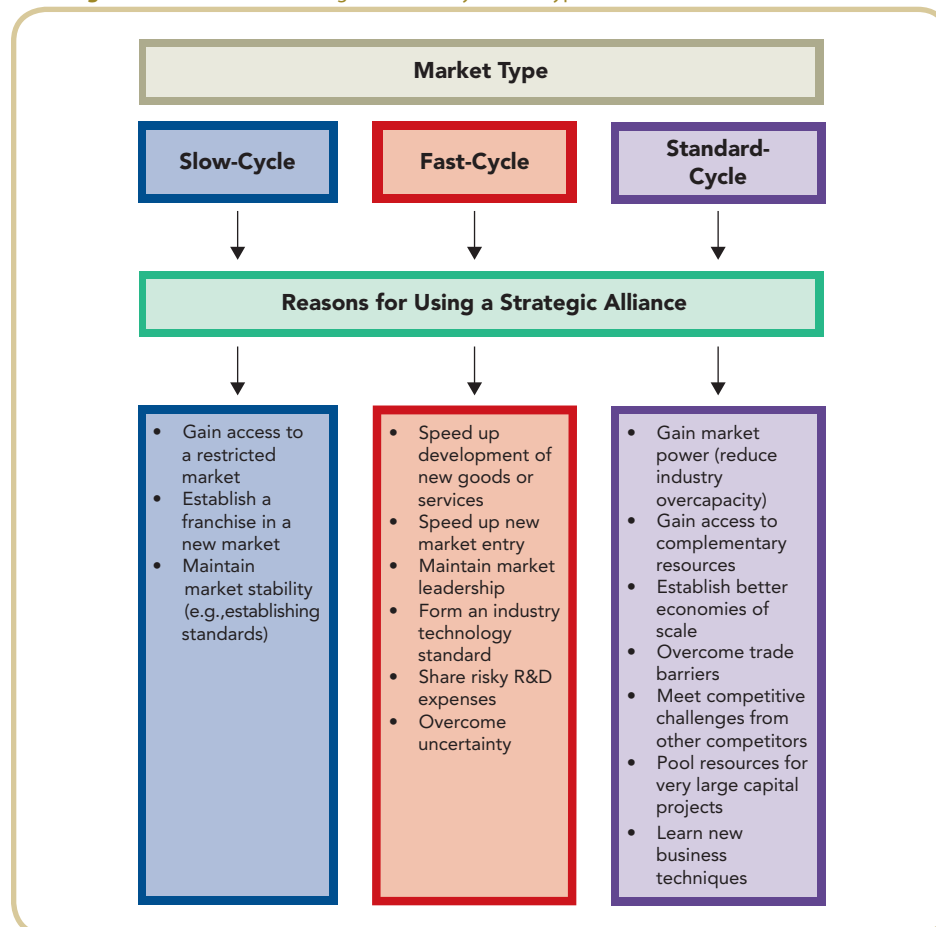 Market Type
Slow-Cycle
Fast-Cycle
Standard-
Cycle
Reasons for Using a Strategic Alliance
• Gain access to
a restricted
market
• Establish a
franchise in a
new market
• Maintain
market stability
(e.g.,establishing
standards)
• Speed up
development of
new goods or
services
• Speed up new
market entry
• Maintain market
leadership
• Form an industry
technology
standard
• Share risky R&D
expenses
• Overcome
uncertainty
• Gain market
power (reduce
industry
overcapacity)
• Gain access to
complementary
resources
• Establish better
economies of
scale
• Overcome trade
barriers
• Meet competitive
challenges from
other competitors
• Pool resources for
very large capital
projects
• Learn new
business
techniques